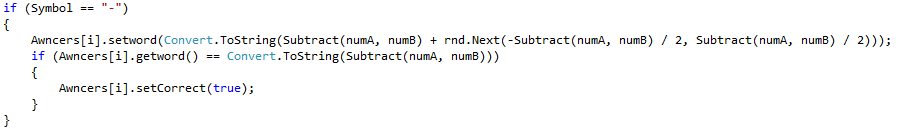 if (Symbol == "-")
{
    Awncers[i].setword(Convert.ToString(Subtract(numA, numB) + rnd.Next(-Subtract(numA, numB) / 2, Subtract(numA, numB) / 2)));
    if (Awncers[i].getword() == Convert.ToString(Subtract(numA, numB)))
    {
        Awncers[i].setCorrect(true);
    }
}